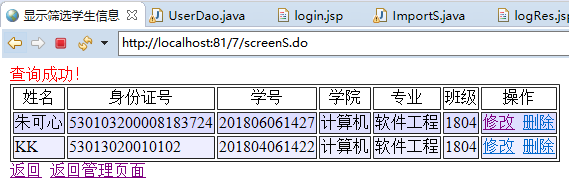 显示筛选学生信息 UserDao.java login.jsp ImportS.java logRes.jsp
http://localhost:81/7/screenS.do
查询成功!
姓名 身份证号 学号 学院 专业 班级 操作
朱可心 530103200008183724 201806061427 计算机 软件工程 1804 修改 删除
KK 53013020010102 201804061422 计算机 软件工程 1804 修改 删除
返回 返回管理页面